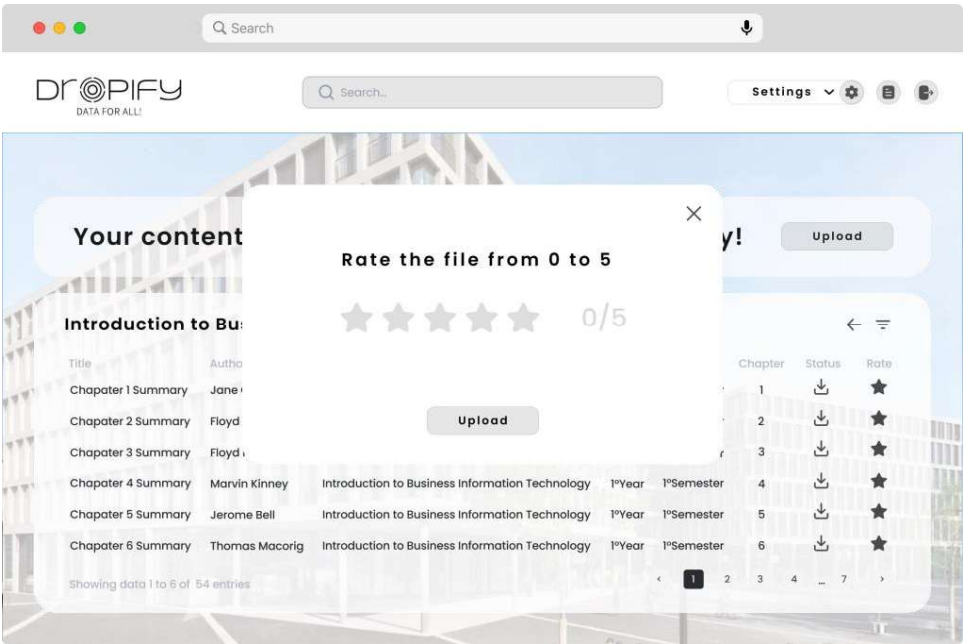 Search
DrOPIFY
DATA FOR ALL!
Search..
Settings
Your content
y!
Upload
Rate the file from 0 to 5
0/5
Upload
Introduction to Bu
Title Autho Chapter Status Rate
Chapater 1 Summary Jane 1
Chapater 2 Summary Floyd 2
Chapater 3 Summary Floyd 3
Chapater 4 Summary Marvin Kinney Introduction to Business Information Technology 1ºYear 1ºSemester 4
Chapater 5 Summary Jerome Bell Introduction to Business Information Technology 1ºYear 1ºSemester 5
Chapater 6 Summary Thomas Macorig Introduction to Business Information Technology 1ºYear 1ºSemester 6
Showing data 1 to 6 of 54 entries
‹ 1 2 3 4 ... 7 ›